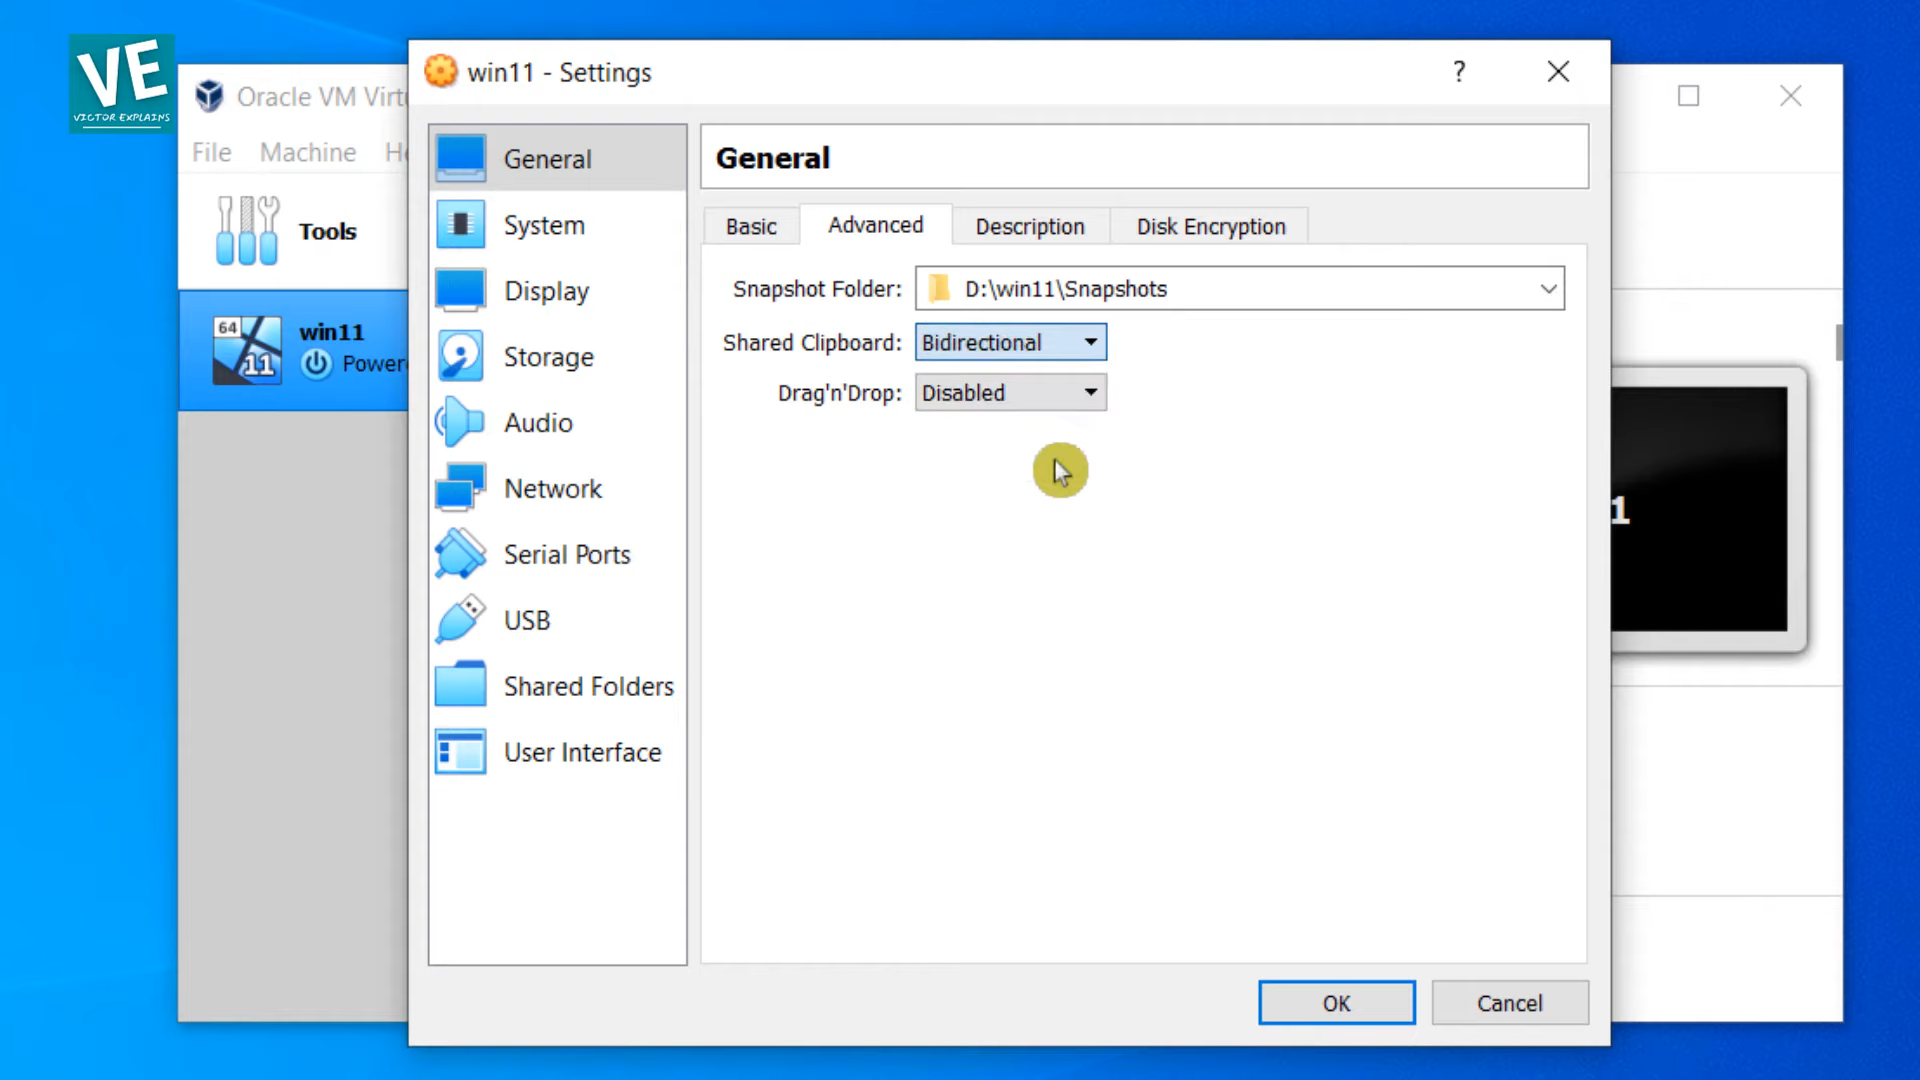 VE
VICTOR EXPLAINS
Oracle VM Virtu
File Machine He
Tools
64
11
win11
Power
win11 - Settings
?
General
System
Display
Storage
Audio
Network
Serial Ports
USB
Shared Folders
User Interface
General
Basic Advanced Description Disk Encryption
Snapshot Folder: D:\win11\Snapshots
Shared Clipboard: Bidirectional
Drag'n'Drop: Disabled
1
OK Cancel